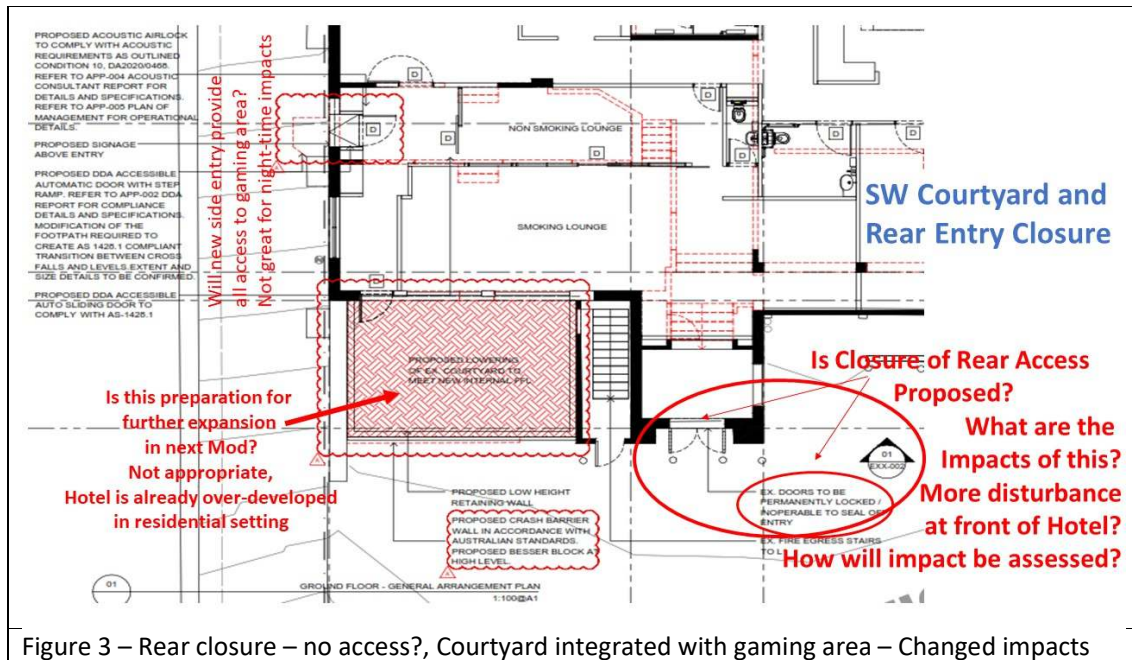 PROPOSED ACOUSTIC AIRLOCK
TO COMPLY WITH ACOUSTIC
REQUIREMENTS AS OUTLINED
CONDITION 10, DA2020/0468.
REFER TO APP-004 ACOUSTIC
CONSULTANT REPORT FOR
DETAILS AND SPECIFICATIONS.
REFER TO APP-005 PLAN OF
MANAGEMENT FOR OPERATIONAL
DETAILS.
PROPOSED SIGNAGE
ABOVE ENTRY
PROPOSED DDA ACCESSIBLE
AUTOMATIC DOOR WITH STEP
RAMP. REFER TO APP-002 DDA
REPORT FOR COMPLIANCE
DETAILS AND SPECIFICATIONS.
MODIFICATION OF THE
FOOTPATH REQUIRED TO
CREATE AS 1428.1 COMPLIANT
TRANSITION BETWEEN CROSS
FALLS AND LEVELS.EXTENT AND
SIZE DETAILS TO BE CONFIRMED.
PROPOSED DDA ACCESSIBLE
AUTO SLIDING DOOR TO
COMPLY WITH AS-1428.1
Will new side entry provide
all access to gaming area?
Not great for night-time impacts
D
D
D
D
NON SMOKING LOUNGE
D
D
D
D
SMOKING LOUNGE
D
SW Courtyard and
Rear Entry Closure
PROPOSED LOWERING
OF EX. COURTYARD TO
MEET NEW INTERNAL FFL
Is this preparation for
further expansion
in next Mod?
Not appropriate,
Hotel is already over-developed
in residential setting
Is Closure of Rear Access
Proposed?
What are the
Impacts of this?
More disturbance
at front of Hotel?
How will impact be assessed?
01
EXX-002
PROPOSED LOW HEIGHT
RETAINING WALL
PROPOSED CRASH BARRIER
WALL IN ACCORDANCE WITH
AUSTRALIAN STANDARDS.
PROPOSED BESSER BLOCK AT
HIGH LEVEL.
EX. DOORS TO BE
PERMANENTLY LOCKED /
INOPERABLE TO SEAL OFF
ENTRY
EX. FIRE EGRESS STAIRS
TO L
01
GROUND FLOOR - GENERAL ARRANGEMENT PLAN
1:100@A1
Figure 3 – Rear closure – no access?, Courtyard integrated with gaming area – Changed impacts